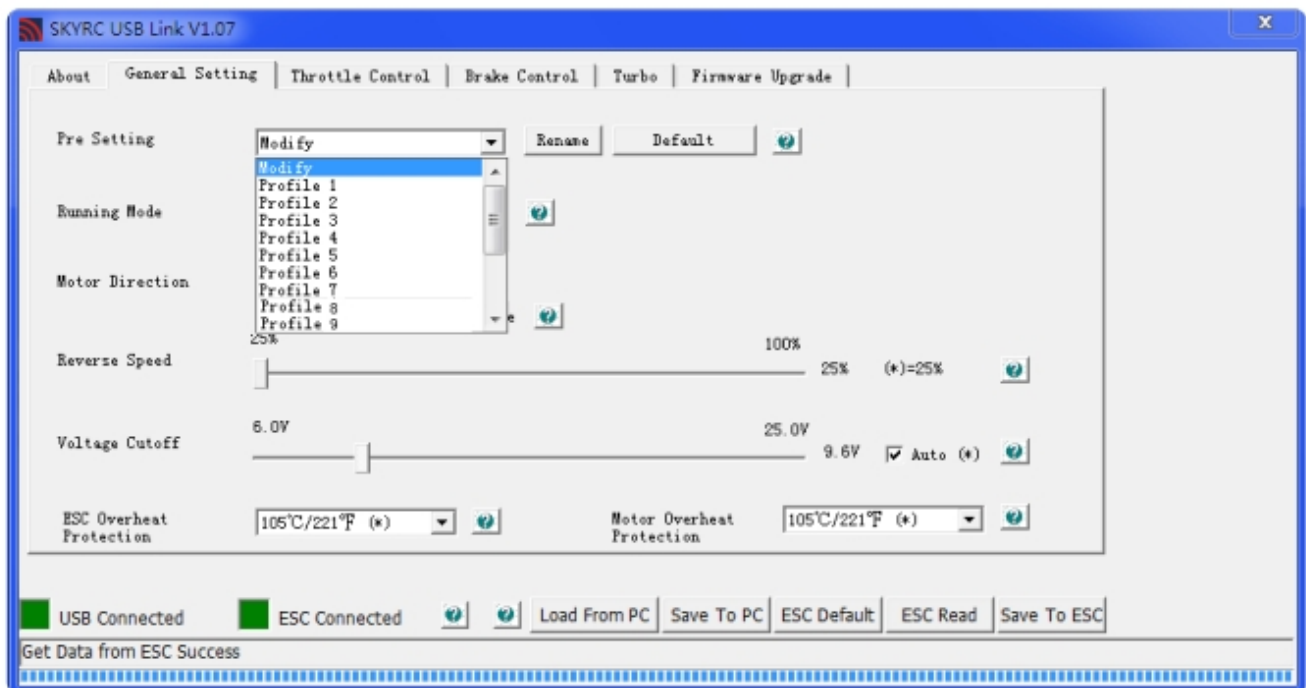 SKYRC USB Link V1.07
About General Setting Throttle Control Brake Control Turbo Firmware Upgrade
Pre Setting Modify Rename Default
Modify
Profile 1
Profile 2
Profile 3
Profile 4
Profile 5
Profile 6
Profile 7
Profile 8
Profile 9
Running Mode
Motor Direction
e
25% 100%
Reverse Speed 25% (*)=25%
6.0V 25.0V
Voltage Cutoff 9.6V Auto (*)
ESC Overheat Protection 105℃/221℉ (*) Motor Overheat Protection 105℃/221℉ (*)
USB Connected ESC Connected Load From PC Save To PC ESC Default ESC Read Save To ESC
Get Data from ESC Success